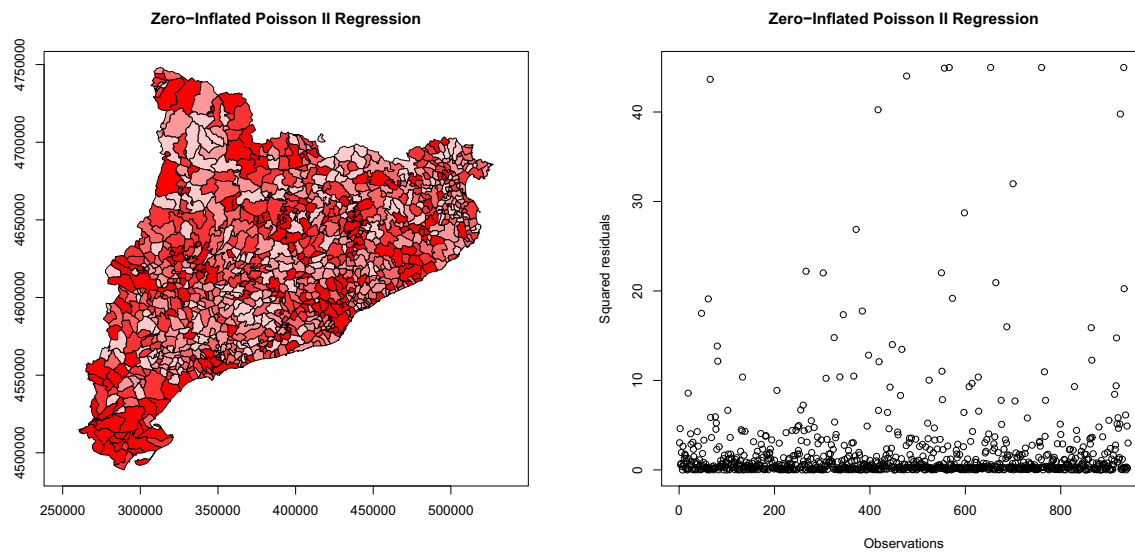 Zero−Inflated Poisson II Regression
4750000
4700000
4650000
4600000
4550000
4500000
250000 300000 350000 400000 450000 500000
Zero−Inflated Poisson II Regression
Squared residuals
40
30
20
10
0
0 200 400 600 800
Observations